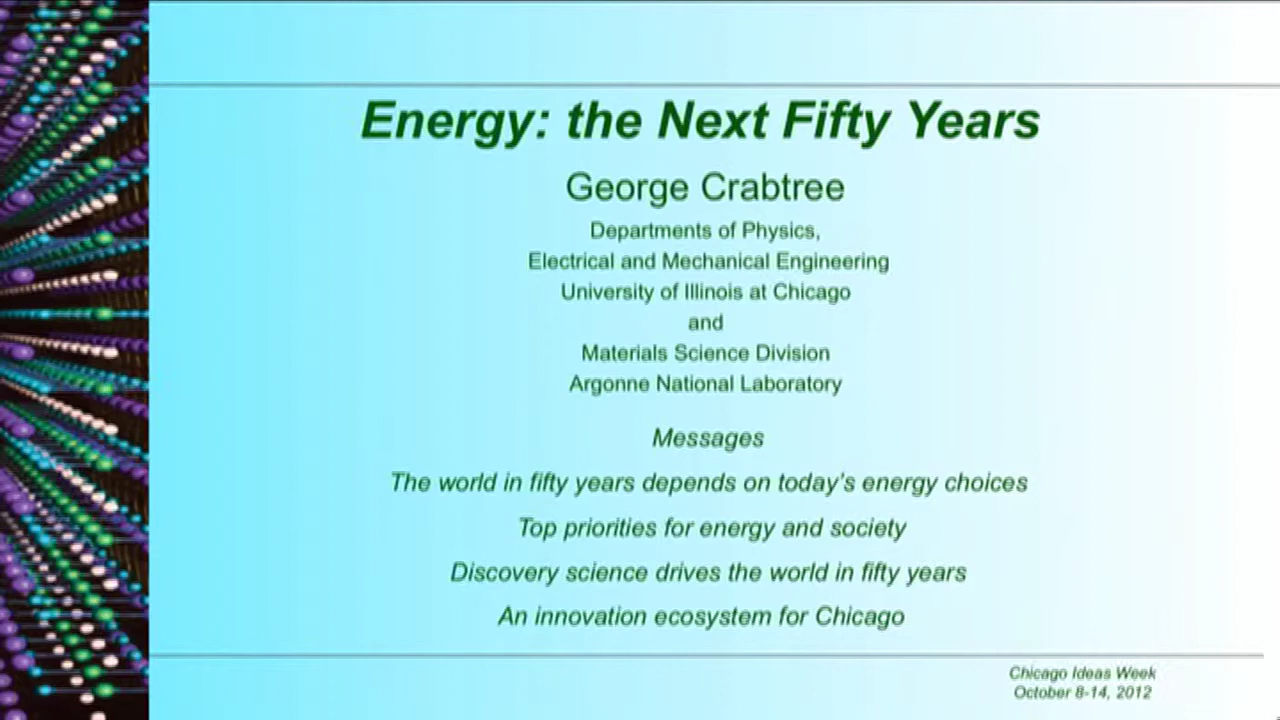 Energy: the Next Fifty Years
George Crabtree
Departments of Physics,
Electrical and Mechanical Engineering
University of Illinois at Chicago
and
Materials Science Division
Argonne National Laboratory
Messages
The world in fifty years depends on today's energy choices
Top priorities for energy and society
Discovery science drives the world in fifty years
An innovation ecosystem for Chicago
Chicago Ideas Week
October 8-14, 2012